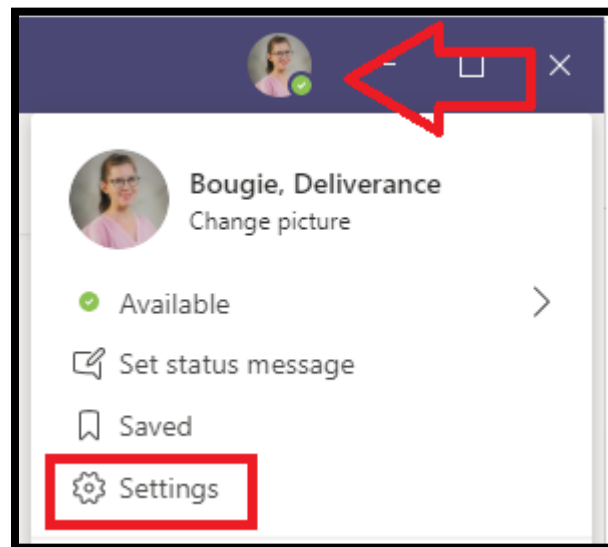 Bougie, Deliverance
Change picture
Available
Set status message
Saved
Settings